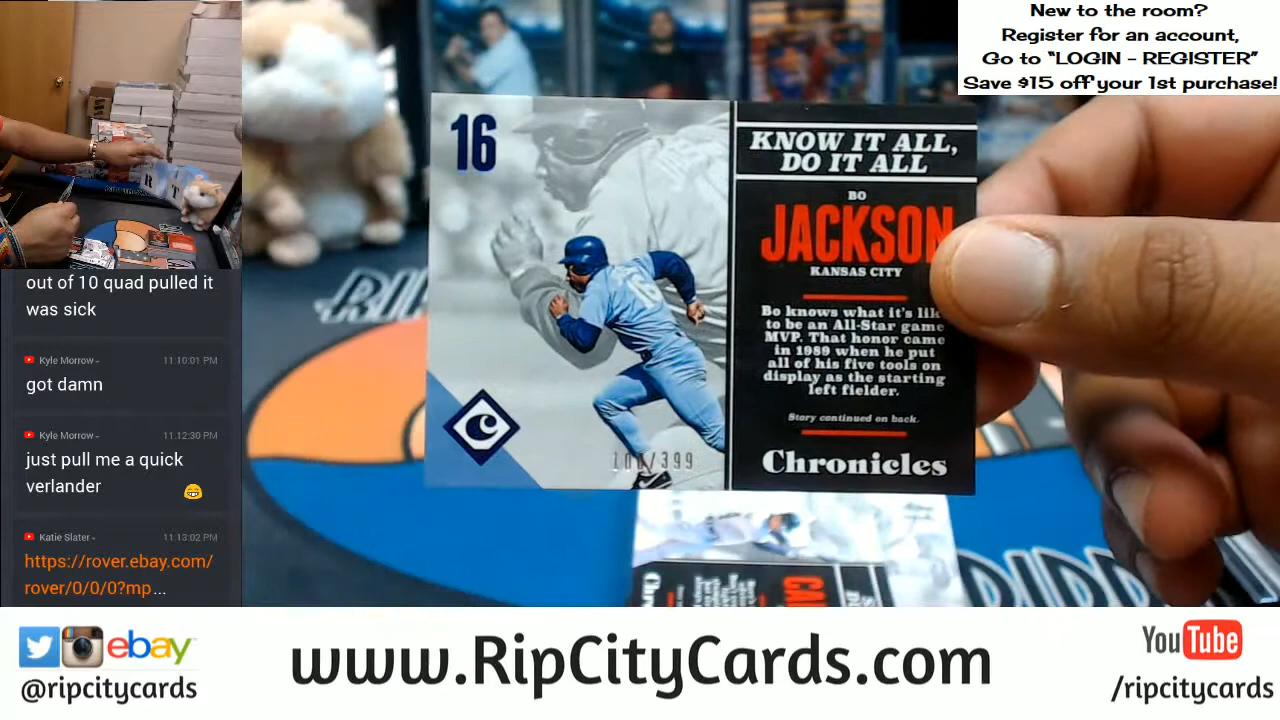 New to the room?
Register for an account,
Go to “LOGIN - REGISTER”
Save $15 off your 1st purchase!
out of 10 quad pulled it
was sick
Kyle Morrow - 11:10:01 PM
got damn
Kyle Morrow - 11:12:30 PM
just pull me a quick
verlander
Katie Slater - 11:13:02 PM
https://rover.ebay.com/
rover/0/0/0?mp...
16
KNOW IT ALL,
DO IT ALL
BO
JACKSON
KANSAS CITY
Bo knows what it's like
to be an All-Star game
MVP. That honor came
in 1989 when he put
all of his five tools on
display as the starting
left fielder.
Story continued on back.
Chronicles
/399
16
ebay
@ripcitycards
www.RipCityCards.com
YouTube
/ripcitycards